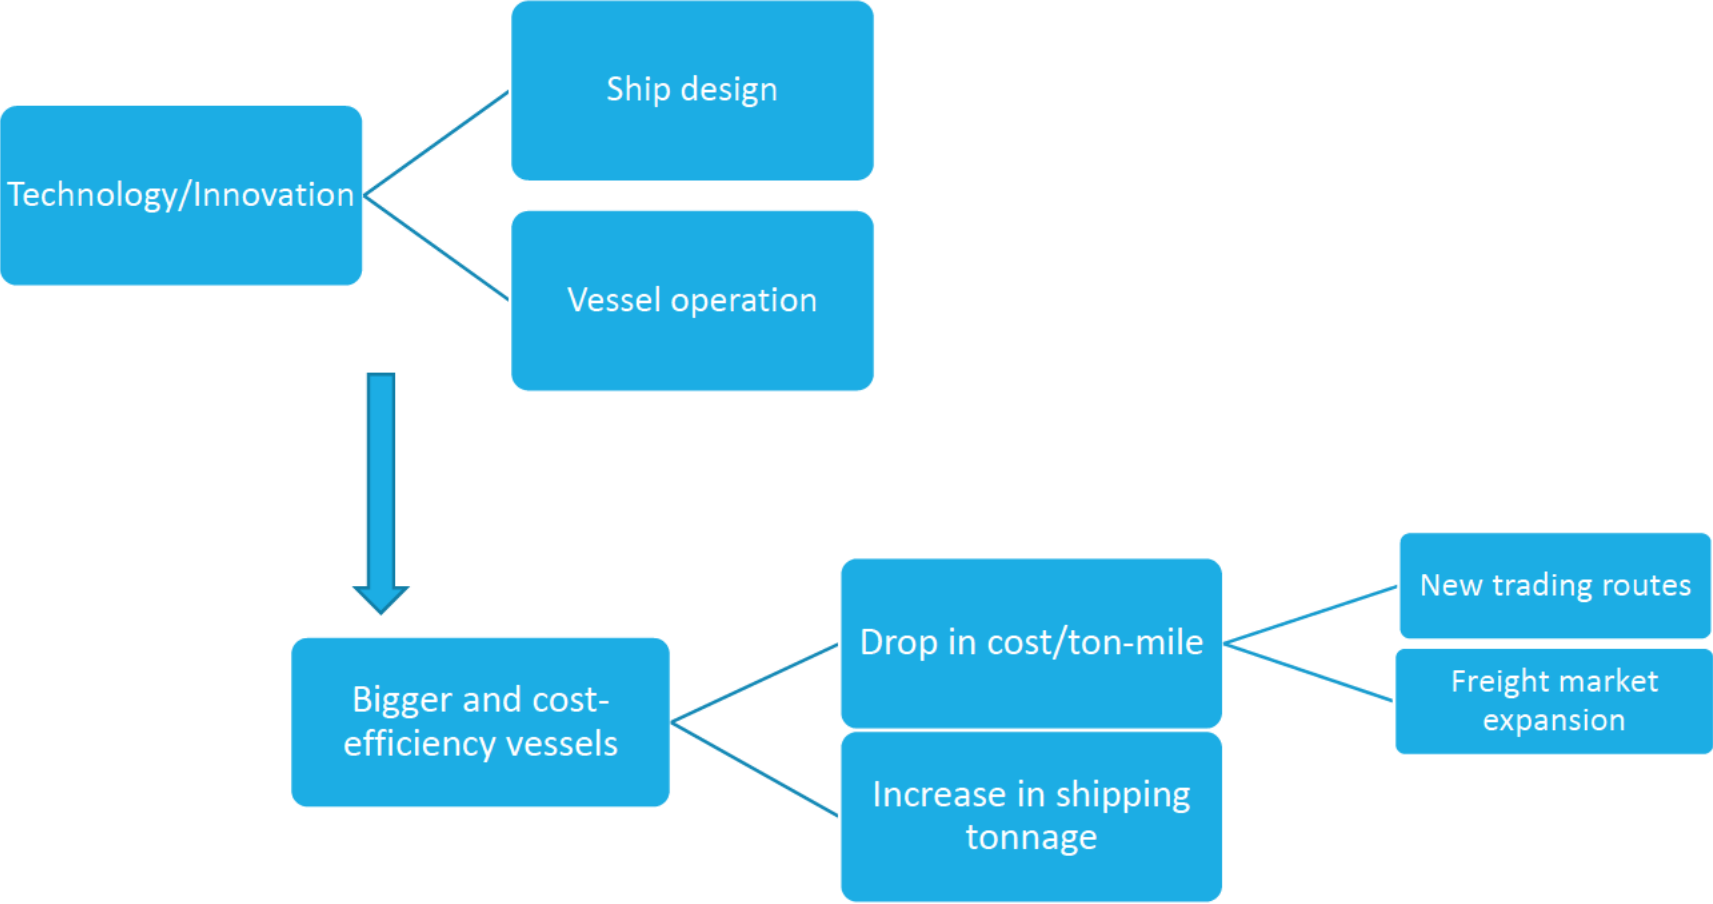 Ship design
Technology/Innovation
Vessel operation
New trading routes
Drop in cost/ton-mile
Freight market
expansion
Bigger and cost-
efficiency vessels
Increase in shipping
tonnage